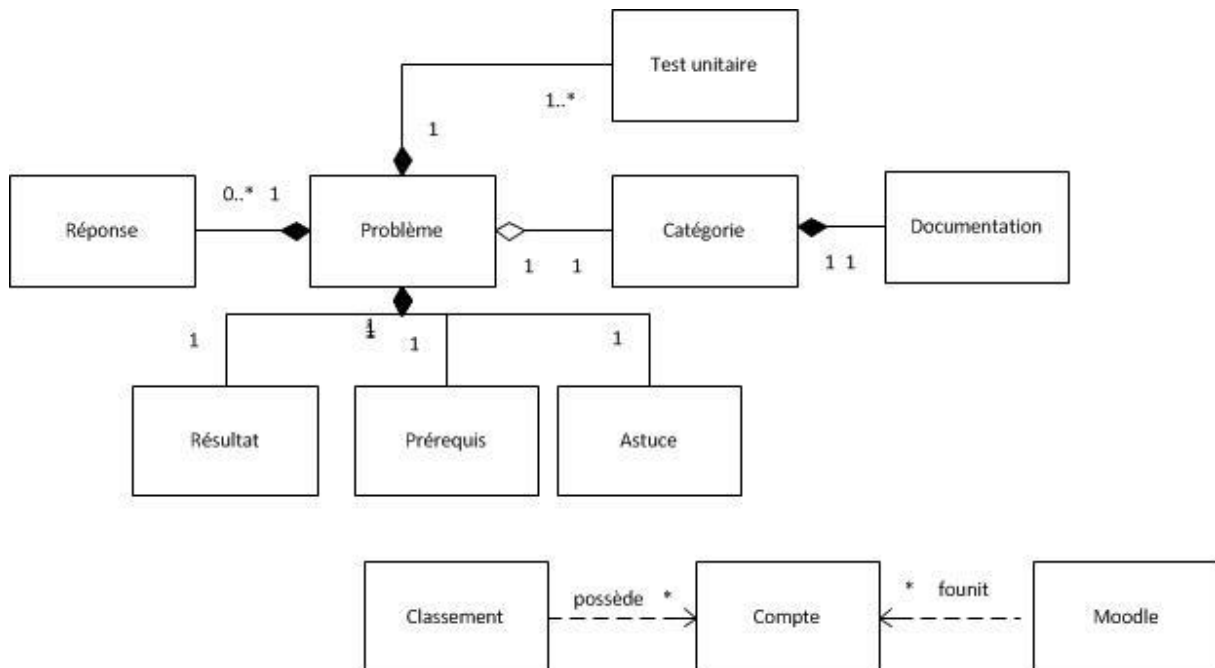 Test unitaire
1..*
1
0..* 1
Réponse
Problème
Catégorie
Documentation
1 1
1 1
1
1
1
1
1
Résultat
Prérequis
Astuce
possède *
* founit
Classement
Compte
Moodle